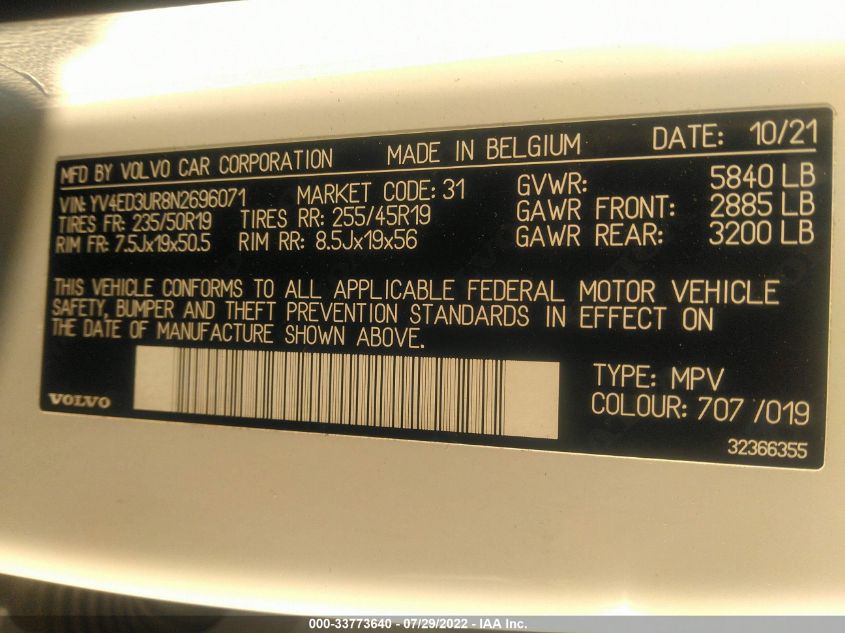 MFD BY VOLVO CAR CORPORATION MADE IN BELGIUM DATE: 10/21
VIN: YV4ED3UR8N2696071 MARKET CODE: 31 GVWR: 5840 LB
TIRES FR: 235/50R19 TIRES RR: 255/45R19 GAWR FRONT: 2885 LB
RIM FR: 7.5Jx19x50.5 RIM RR: 8.5Jx19x56 GAWR REAR: 3200 LB
THIS VEHICLE CONFORMS TO ALL APPLICABLE FEDERAL MOTOR VEHICLE
SAFETY, BUMPER AND THEFT PREVENTION STANDARDS IN EFFECT ON
THE DATE OF MANUFACTURE SHOWN ABOVE.
TYPE: MPV
VOLVO COLOUR: 707 /019
32366355
000-33773640 - 07/29/2022 - IAA Inc.